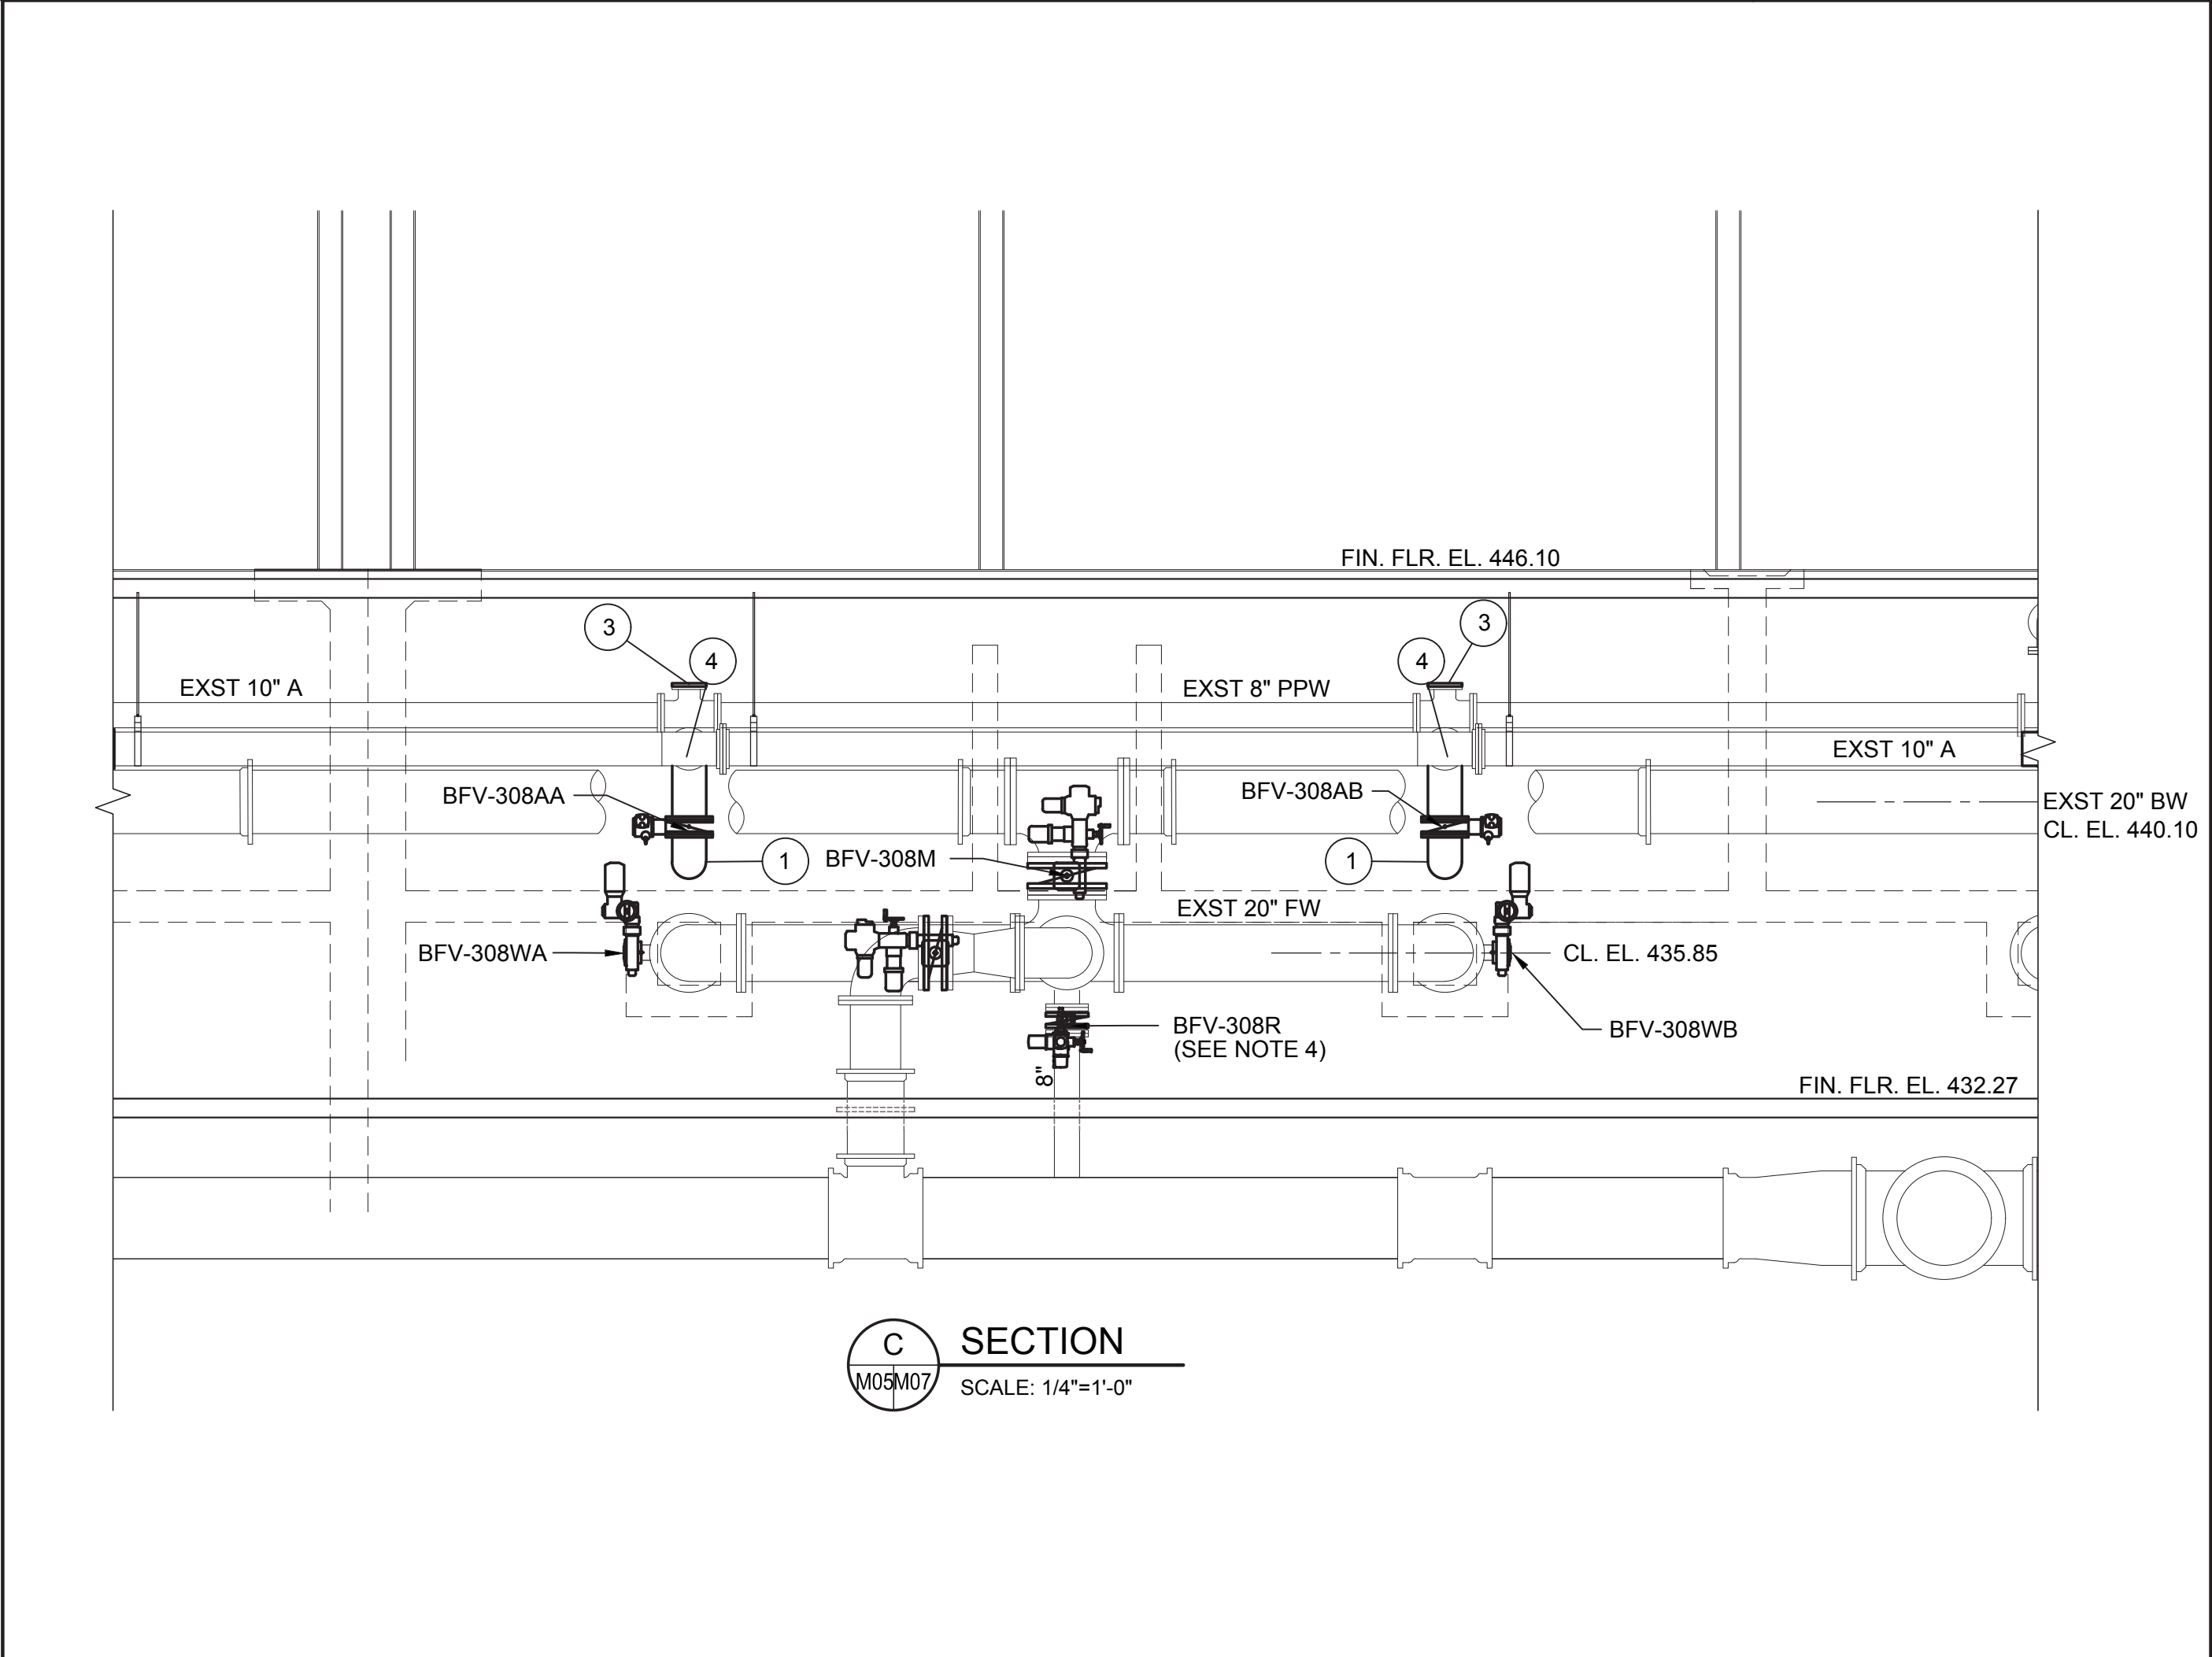 FIN. FLR. EL. 446.10
3
3
4
4
EXST 10" A
EXST 8" PPW
EXST 10" A
BFV-308AA
BFV-308AB
EXST 20" BW
CL. EL. 440.10
1
BFV-308M
1
EXST 20" FW
BFV-308WA
CL. EL. 435.85
BFV-308R
(SEE NOTE 4)
BFV-308WB
8"
FIN. FLR. EL. 432.27
C
M05
M07
SECTION
SCALE: 1/4"=1'-0"